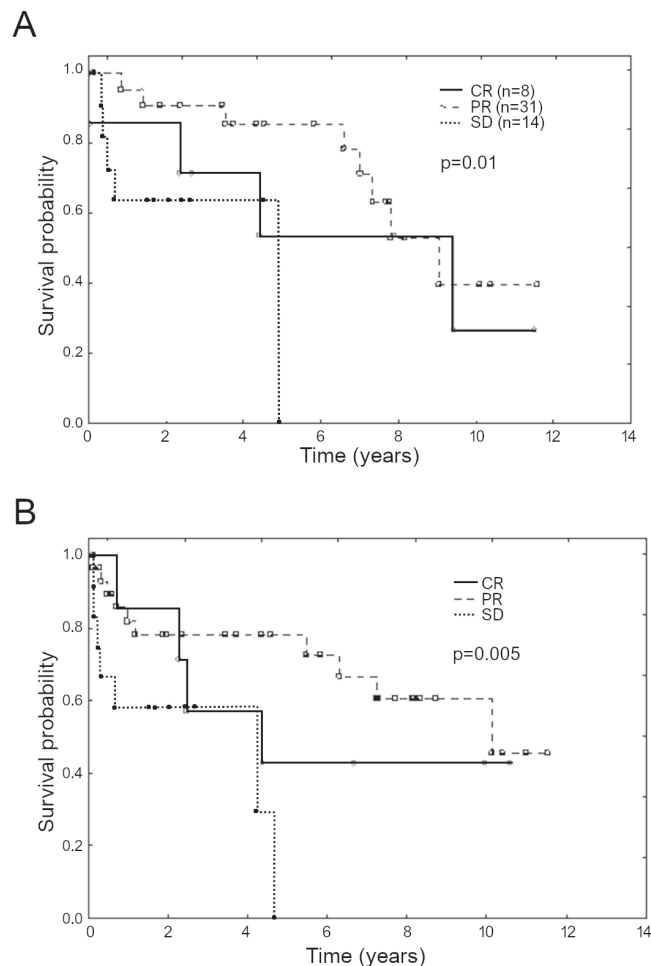 A
1.0
0.8
0.6
0.4
0.2
0.0
Survival probability
CR (n=8)
PR (n=31)
SD (n=14)
p=0.01
0 2 4 6 8 10 12 14
Time (years)
B
1.0
0.8
0.6
0.4
0.2
0.0
Survival probability
CR
PR
SD
p=0.005
0 2 4 6 8 10 12 14
Time (years)